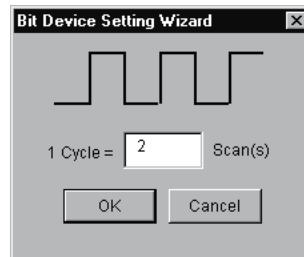 Bit Device Setting Wizard
1 Cycle = 2 Scan(s)
OK Cancel